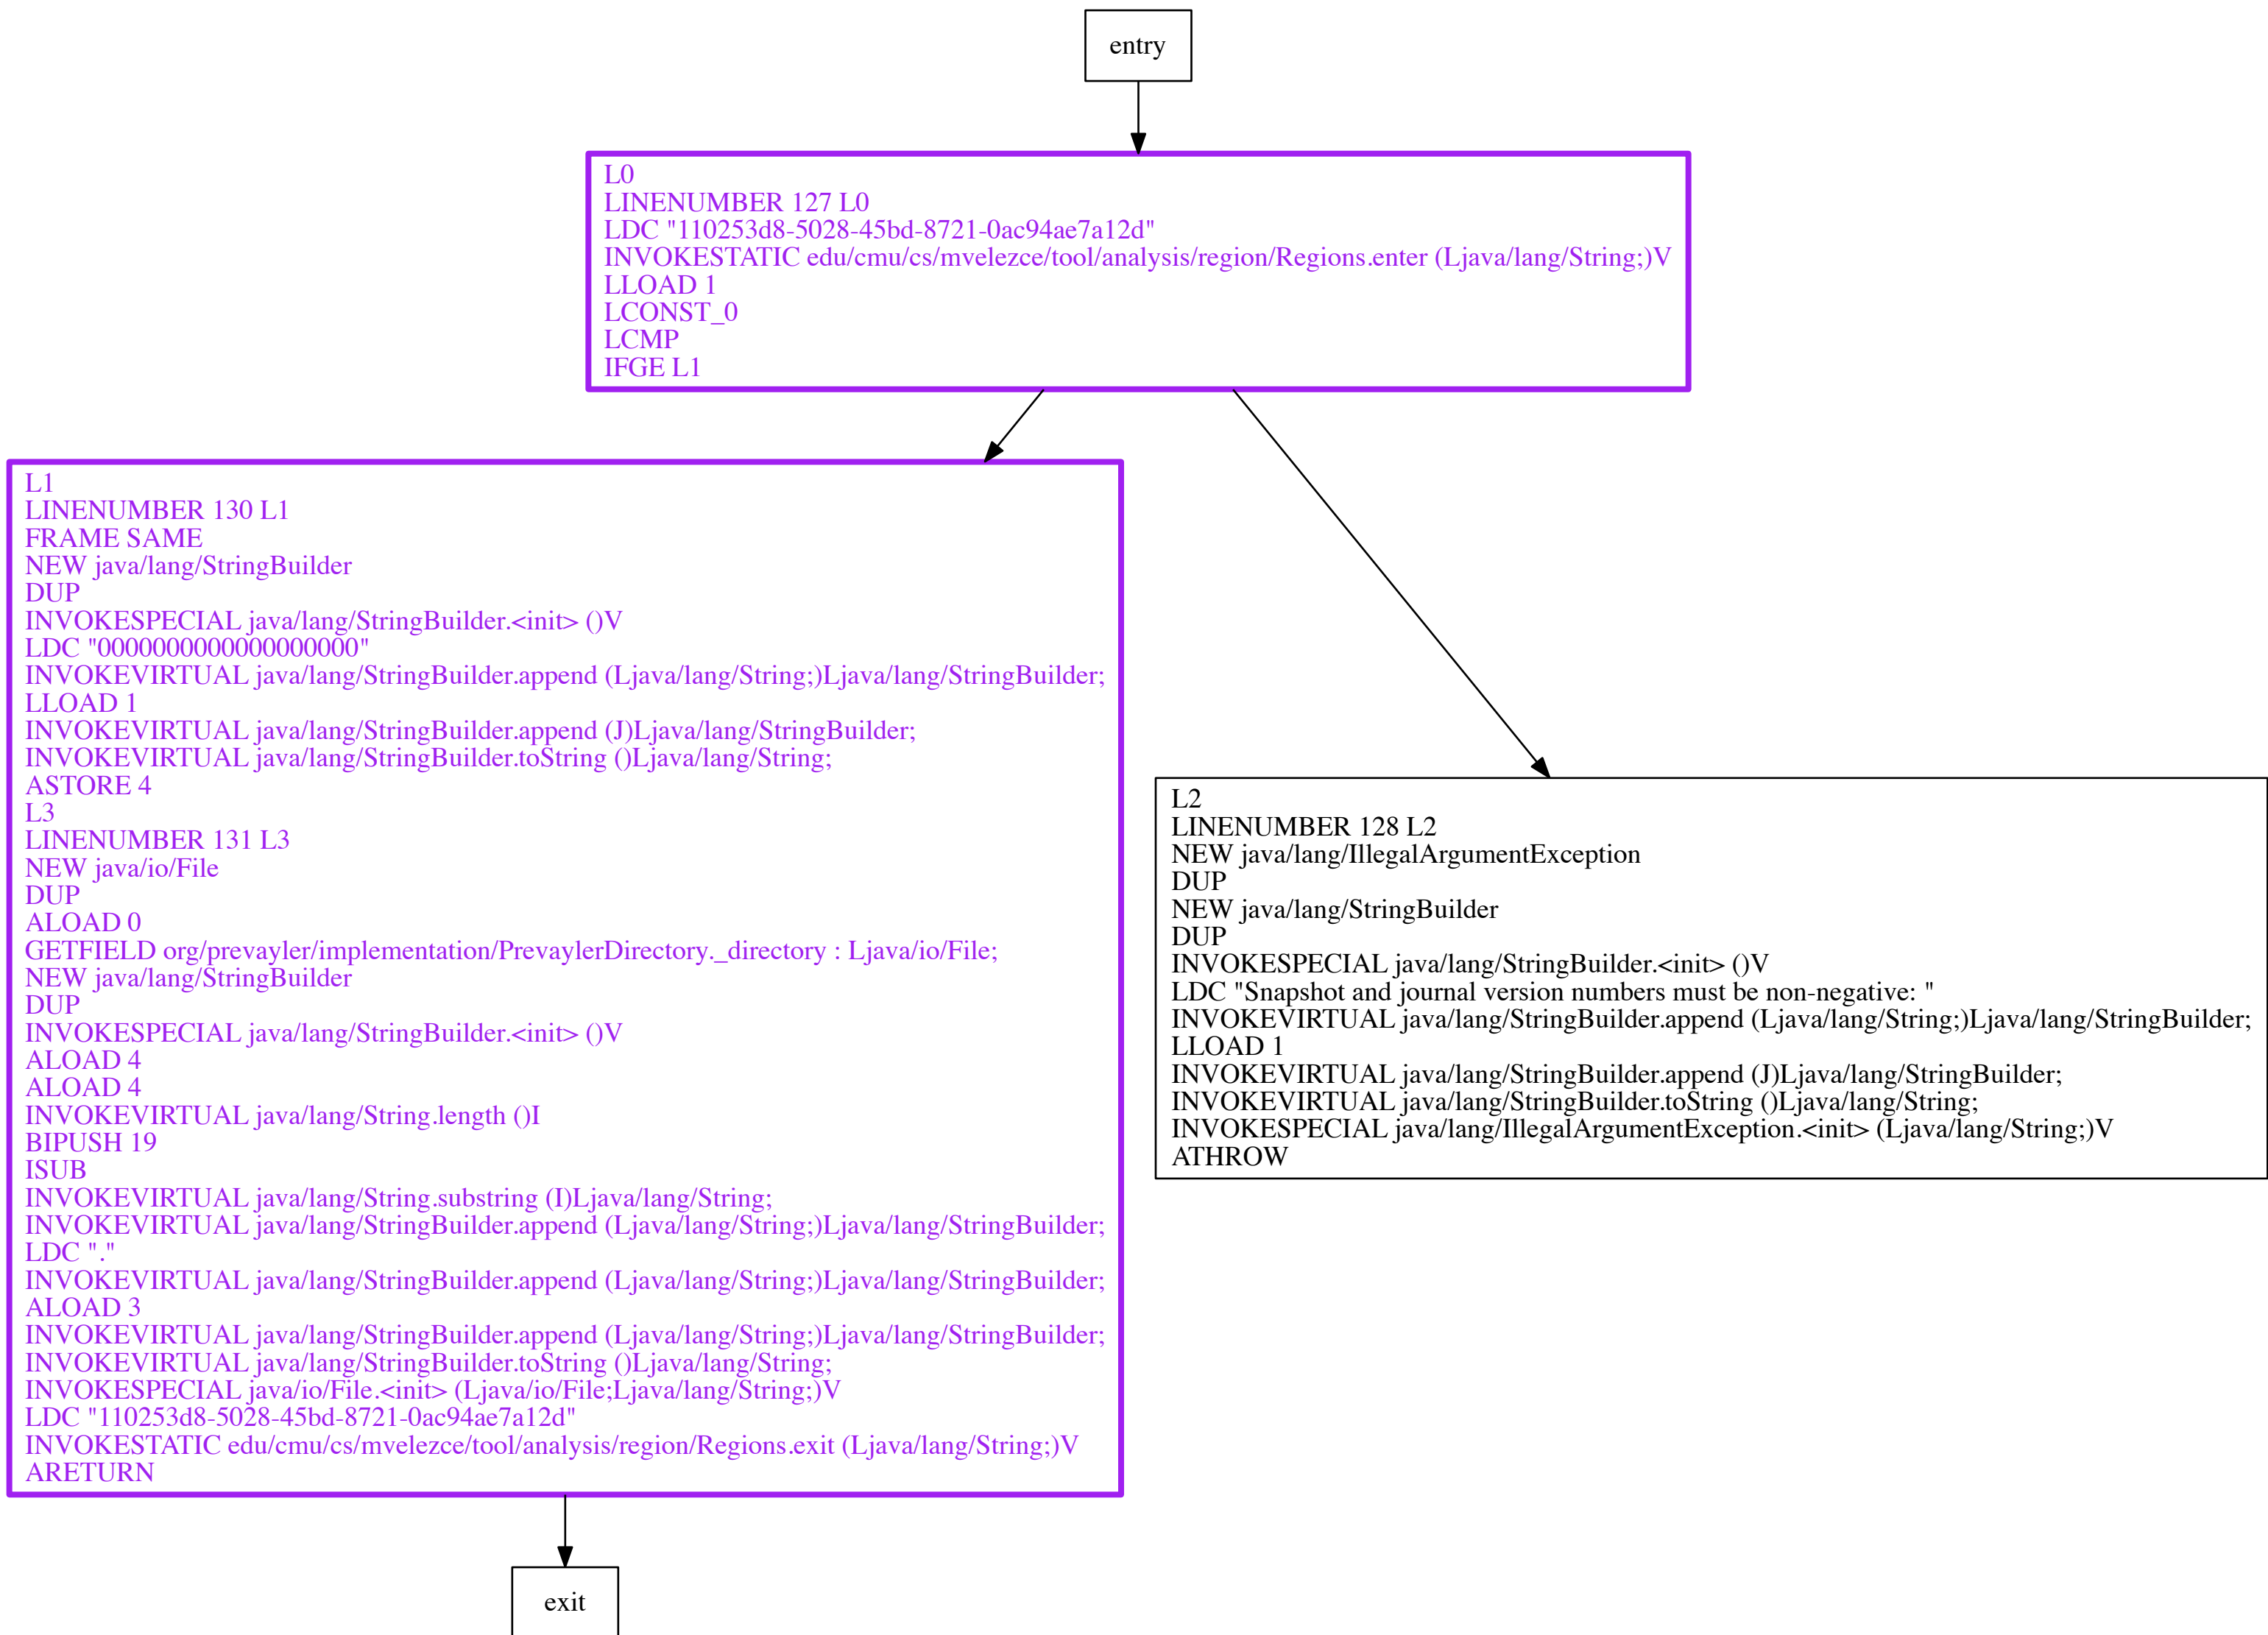 entry
L0
LINENUMBER 127 L0
LDC "110253d8-5028-45bd-8721-0ac94ae7a12d"
INVOKESTATIC edu/cmu/cs/mvelezce/tool/analysis/region/Regions.enter (Ljava/lang/String;)V
LLOAD 1
LCONST_0
LCMP
IFGE L1
L1
LINENUMBER 130 L1
FRAME SAME
NEW java/lang/StringBuilder
DUP
INVOKESPECIAL java/lang/StringBuilder.<init> ()V
LDC "0000000000000000000"
INVOKEVIRTUAL java/lang/StringBuilder.append (Ljava/lang/String;)Ljava/lang/StringBuilder;
LLOAD 1
INVOKEVIRTUAL java/lang/StringBuilder.append (J)Ljava/lang/StringBuilder;
INVOKEVIRTUAL java/lang/StringBuilder.toString ()Ljava/lang/String;
ASTORE 4
L3
LINENUMBER 131 L3
NEW java/io/File
DUP
ALOAD 0
GETFIELD org/prevayler/implementation/PrevaylerDirectory._directory : Ljava/io/File;
NEW java/lang/StringBuilder
DUP
INVOKESPECIAL java/lang/StringBuilder.<init> ()V
ALOAD 4
ALOAD 4
INVOKEVIRTUAL java/lang/String.length ()I
BIPUSH 19
ISUB
INVOKEVIRTUAL java/lang/String.substring (I)Ljava/lang/String;
INVOKEVIRTUAL java/lang/StringBuilder.append (Ljava/lang/String;)Ljava/lang/StringBuilder;
LDC "."
INVOKEVIRTUAL java/lang/StringBuilder.append (Ljava/lang/String;)Ljava/lang/StringBuilder;
ALOAD 3
INVOKEVIRTUAL java/lang/StringBuilder.append (Ljava/lang/String;)Ljava/lang/StringBuilder;
INVOKEVIRTUAL java/lang/StringBuilder.toString ()Ljava/lang/String;
INVOKESPECIAL java/io/File.<init> (Ljava/io/File;Ljava/lang/String;)V
LDC "110253d8-5028-45bd-8721-0ac94ae7a12d"
INVOKESTATIC edu/cmu/cs/mvelezce/tool/analysis/region/Regions.exit (Ljava/lang/String;)V
ARETURN
L2
LINENUMBER 128 L2
NEW java/lang/IllegalArgumentException
DUP
NEW java/lang/StringBuilder
DUP
INVOKESPECIAL java/lang/StringBuilder.<init> ()V
LDC "Snapshot and journal version numbers must be non-negative: "
INVOKEVIRTUAL java/lang/StringBuilder.append (Ljava/lang/String;)Ljava/lang/StringBuilder;
LLOAD 1
INVOKEVIRTUAL java/lang/StringBuilder.append (J)Ljava/lang/StringBuilder;
INVOKEVIRTUAL java/lang/StringBuilder.toString ()Ljava/lang/String;
INVOKESPECIAL java/lang/IllegalArgumentException.<init> (Ljava/lang/String;)V
ATHROW
exit